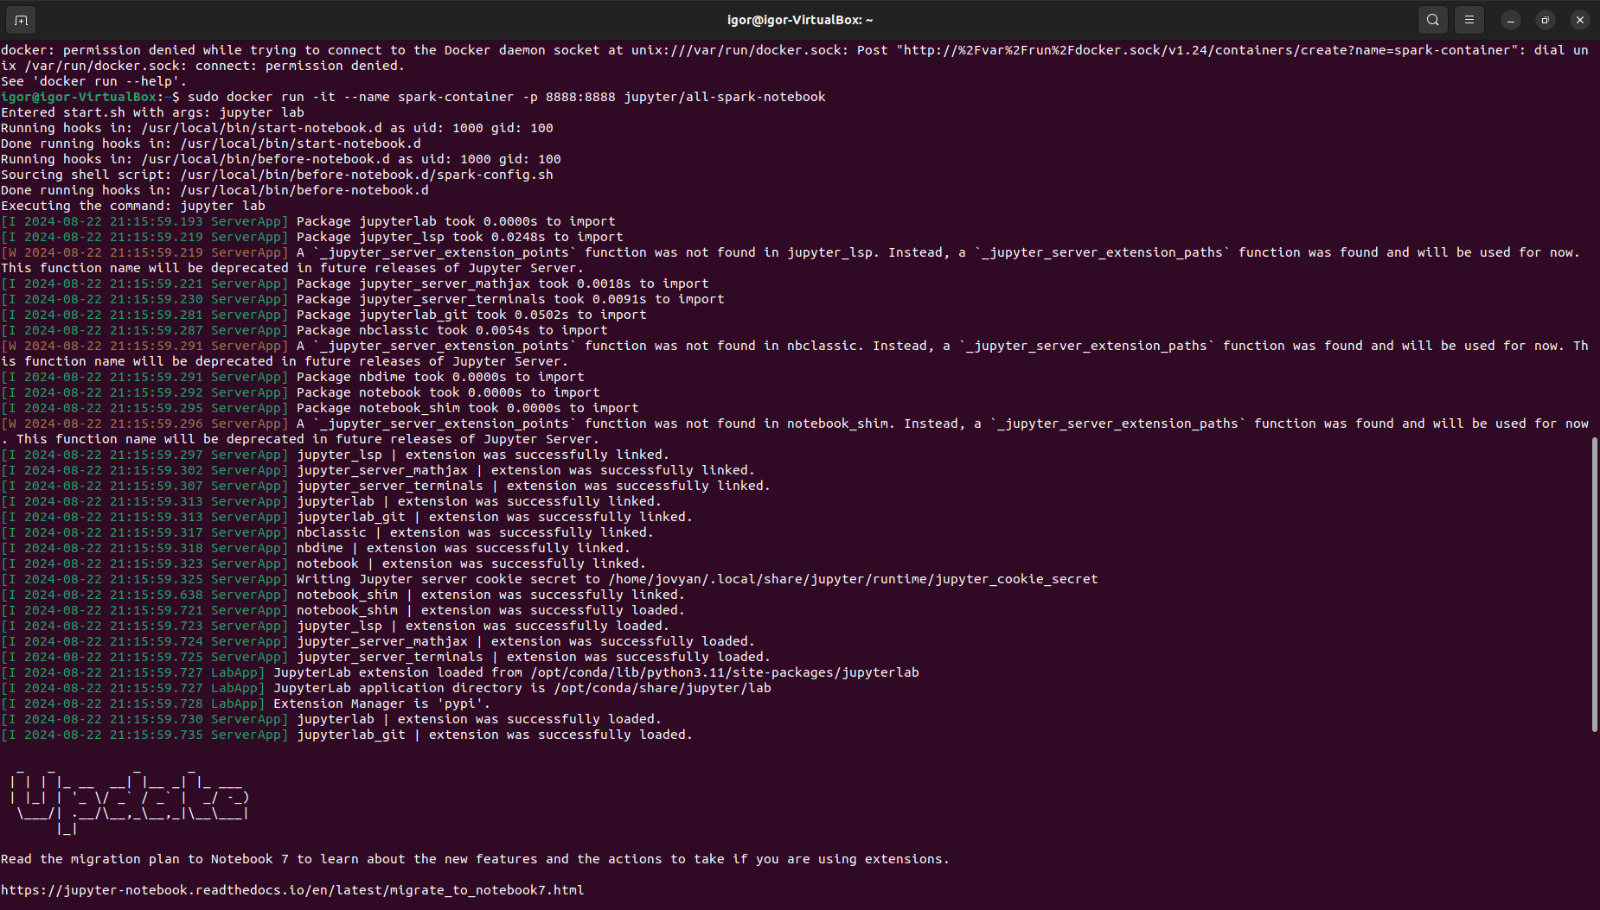 igor@igor-VirtualBox: ~
docker: permission denied while trying to connect to the Docker daemon socket at unix:///var/run/docker.sock: Post "http://%2Fvar%2Frun%2Fdocker.sock/v1.24/containers/create?name=spark-container": dial un
ix /var/run/docker.sock: connect: permission denied.
See 'docker run --help'.
igor@igor-VirtualBox:~$ sudo docker run -it --name spark-container -p 8888:8888 jupyter/all-spark-notebook
Entered start.sh with args: jupyter lab
Running hooks in: /usr/local/bin/start-notebook.d as uid: 1000 gid: 100
Done running hooks in: /usr/local/bin/start-notebook.d
Running hooks in: /usr/local/bin/before-notebook.d as uid: 1000 gid: 100
Sourcing shell script: /usr/local/bin/before-notebook.d/spark-config.sh
Done running hooks in: /usr/local/bin/before-notebook.d
Executing the command: jupyter lab
[I 2024-08-22 21:15:59.193 ServerApp] Package jupyterlab took 0.0000s to import
[I 2024-08-22 21:15:59.219 ServerApp] Package jupyter_lsp took 0.0248s to import
[W 2024-08-22 21:15:59.219 ServerApp] A `_jupyter_server_extension_points` function was not found in jupyter_lsp. Instead, a `_jupyter_server_extension_paths` function was found and will be used for now.
This function name will be deprecated in future releases of Jupyter Server.
[I 2024-08-22 21:15:59.221 ServerApp] Package jupyter_server_mathjax took 0.0018s to import
[I 2024-08-22 21:15:59.230 ServerApp] Package jupyter_server_terminals took 0.0091s to import
[I 2024-08-22 21:15:59.281 ServerApp] Package jupyterlab_git took 0.0502s to import
[I 2024-08-22 21:15:59.287 ServerApp] Package nbclassic took 0.0054s to import
[W 2024-08-22 21:15:59.291 ServerApp] A `_jupyter_server_extension_points` function was not found in nbclassic. Instead, a `_jupyter_server_extension_paths` function was found and will be used for now. Th
is function name will be deprecated in future releases of Jupyter Server.
[I 2024-08-22 21:15:59.291 ServerApp] Package nbdime took 0.0000s to import
[I 2024-08-22 21:15:59.292 ServerApp] Package notebook took 0.0000s to import
[I 2024-08-22 21:15:59.295 ServerApp] Package notebook_shim took 0.0000s to import
[W 2024-08-22 21:15:59.296 ServerApp] A `_jupyter_server_extension_points` function was not found in notebook_shim. Instead, a `_jupyter_server_extension_paths` function was found and will be used for now
. This function name will be deprecated in future releases of Jupyter Server.
[I 2024-08-22 21:15:59.297 ServerApp] jupyter_lsp | extension was successfully linked.
[I 2024-08-22 21:15:59.302 ServerApp] jupyter_server_mathjax | extension was successfully linked.
[I 2024-08-22 21:15:59.307 ServerApp] jupyter_server_terminals | extension was successfully linked.
[I 2024-08-22 21:15:59.313 ServerApp] jupyterlab | extension was successfully linked.
[I 2024-08-22 21:15:59.313 ServerApp] jupyterlab_git | extension was successfully linked.
[I 2024-08-22 21:15:59.317 ServerApp] nbclassic | extension was successfully linked.
[I 2024-08-22 21:15:59.318 ServerApp] nbdime | extension was successfully linked.
[I 2024-08-22 21:15:59.323 ServerApp] notebook | extension was successfully linked.
[I 2024-08-22 21:15:59.325 ServerApp] Writing Jupyter server cookie secret to /home/jovyan/.local/share/jupyter/runtime/jupyter_cookie_secret
[I 2024-08-22 21:15:59.638 ServerApp] notebook_shim | extension was successfully linked.
[I 2024-08-22 21:15:59.721 ServerApp] notebook_shim | extension was successfully loaded.
[I 2024-08-22 21:15:59.723 ServerApp] jupyter_lsp | extension was successfully loaded.
[I 2024-08-22 21:15:59.724 ServerApp] jupyter_server_mathjax | extension was successfully loaded.
[I 2024-08-22 21:15:59.725 ServerApp] jupyter_server_terminals | extension was successfully loaded.
[I 2024-08-22 21:15:59.727 LabApp] JupyterLab extension loaded from /opt/conda/lib/python3.11/site-packages/jupyterlab
[I 2024-08-22 21:15:59.727 LabApp] JupyterLab application directory is /opt/conda/share/jupyter/lab
[I 2024-08-22 21:15:59.728 LabApp] Extension Manager is 'pypi'.
[I 2024-08-22 21:15:59.730 ServerApp] jupyterlab | extension was successfully loaded.
[I 2024-08-22 21:15:59.735 ServerApp] jupyterlab_git | extension was successfully loaded.
Update
Read the migration plan to Notebook 7 to learn about the new features and the actions to take if you are using extensions.
https://jupyter-notebook.readthedocs.io/en/latest/migrate_to_notebook7.html